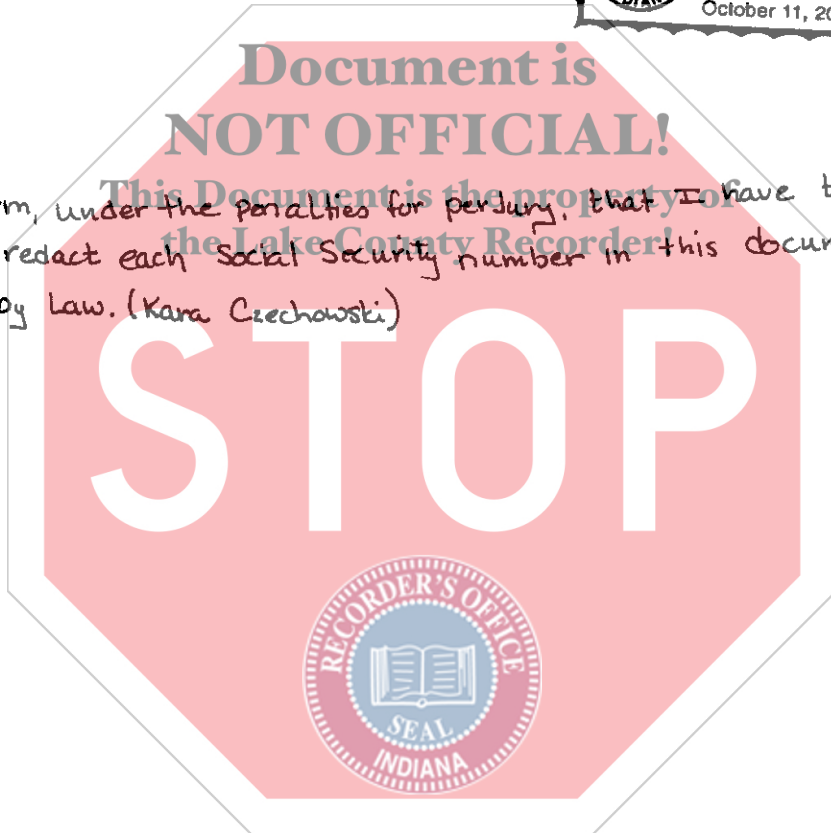 October 11, 20
Document is
NOT OFFICIAL!
This Document is the property of
m, under the penalties for perjury, that I have t
the Lake County Recorder!
redact each Social Security number in this docu
by Law. (Kara Czechowski)
STOP
RECORDER'S OFFICE
SEAL
INDIANA